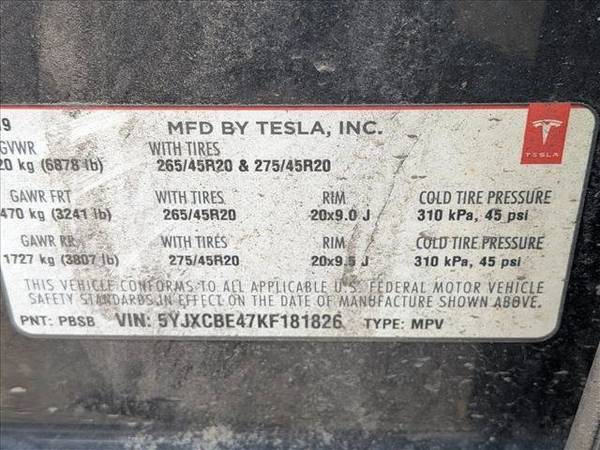 19
MFD BY TESLA, INC.
TESLA
GVWR WITH TIRES
20 kg (6878 lb) 265/45R20 & 275/45R20
GAWR FRT WITH TIRES RIM COLD TIRE PRESSURE
470 kg (3241 lb) 265/45R20 20x9.0 J 310 kPa, 45 psi
GAWR RR WITH TIRES RIM COLD TIRE PRESSURE
1727 kg (3807 lb) 275/45R20 20x9.5 J 310 kPa, 45 psi
THIS VEHICLE CONFORMS TO ALL APPLICABLE U.S. FEDERAL MOTOR VEHICLE
SAFETY STANDARDS IN EFFECT ON THE DATE OF MANUFACTURE SHOWN ABOVE.
PNT: PBSB VIN: 5YJXCBE47KF181826 TYPE: MPV